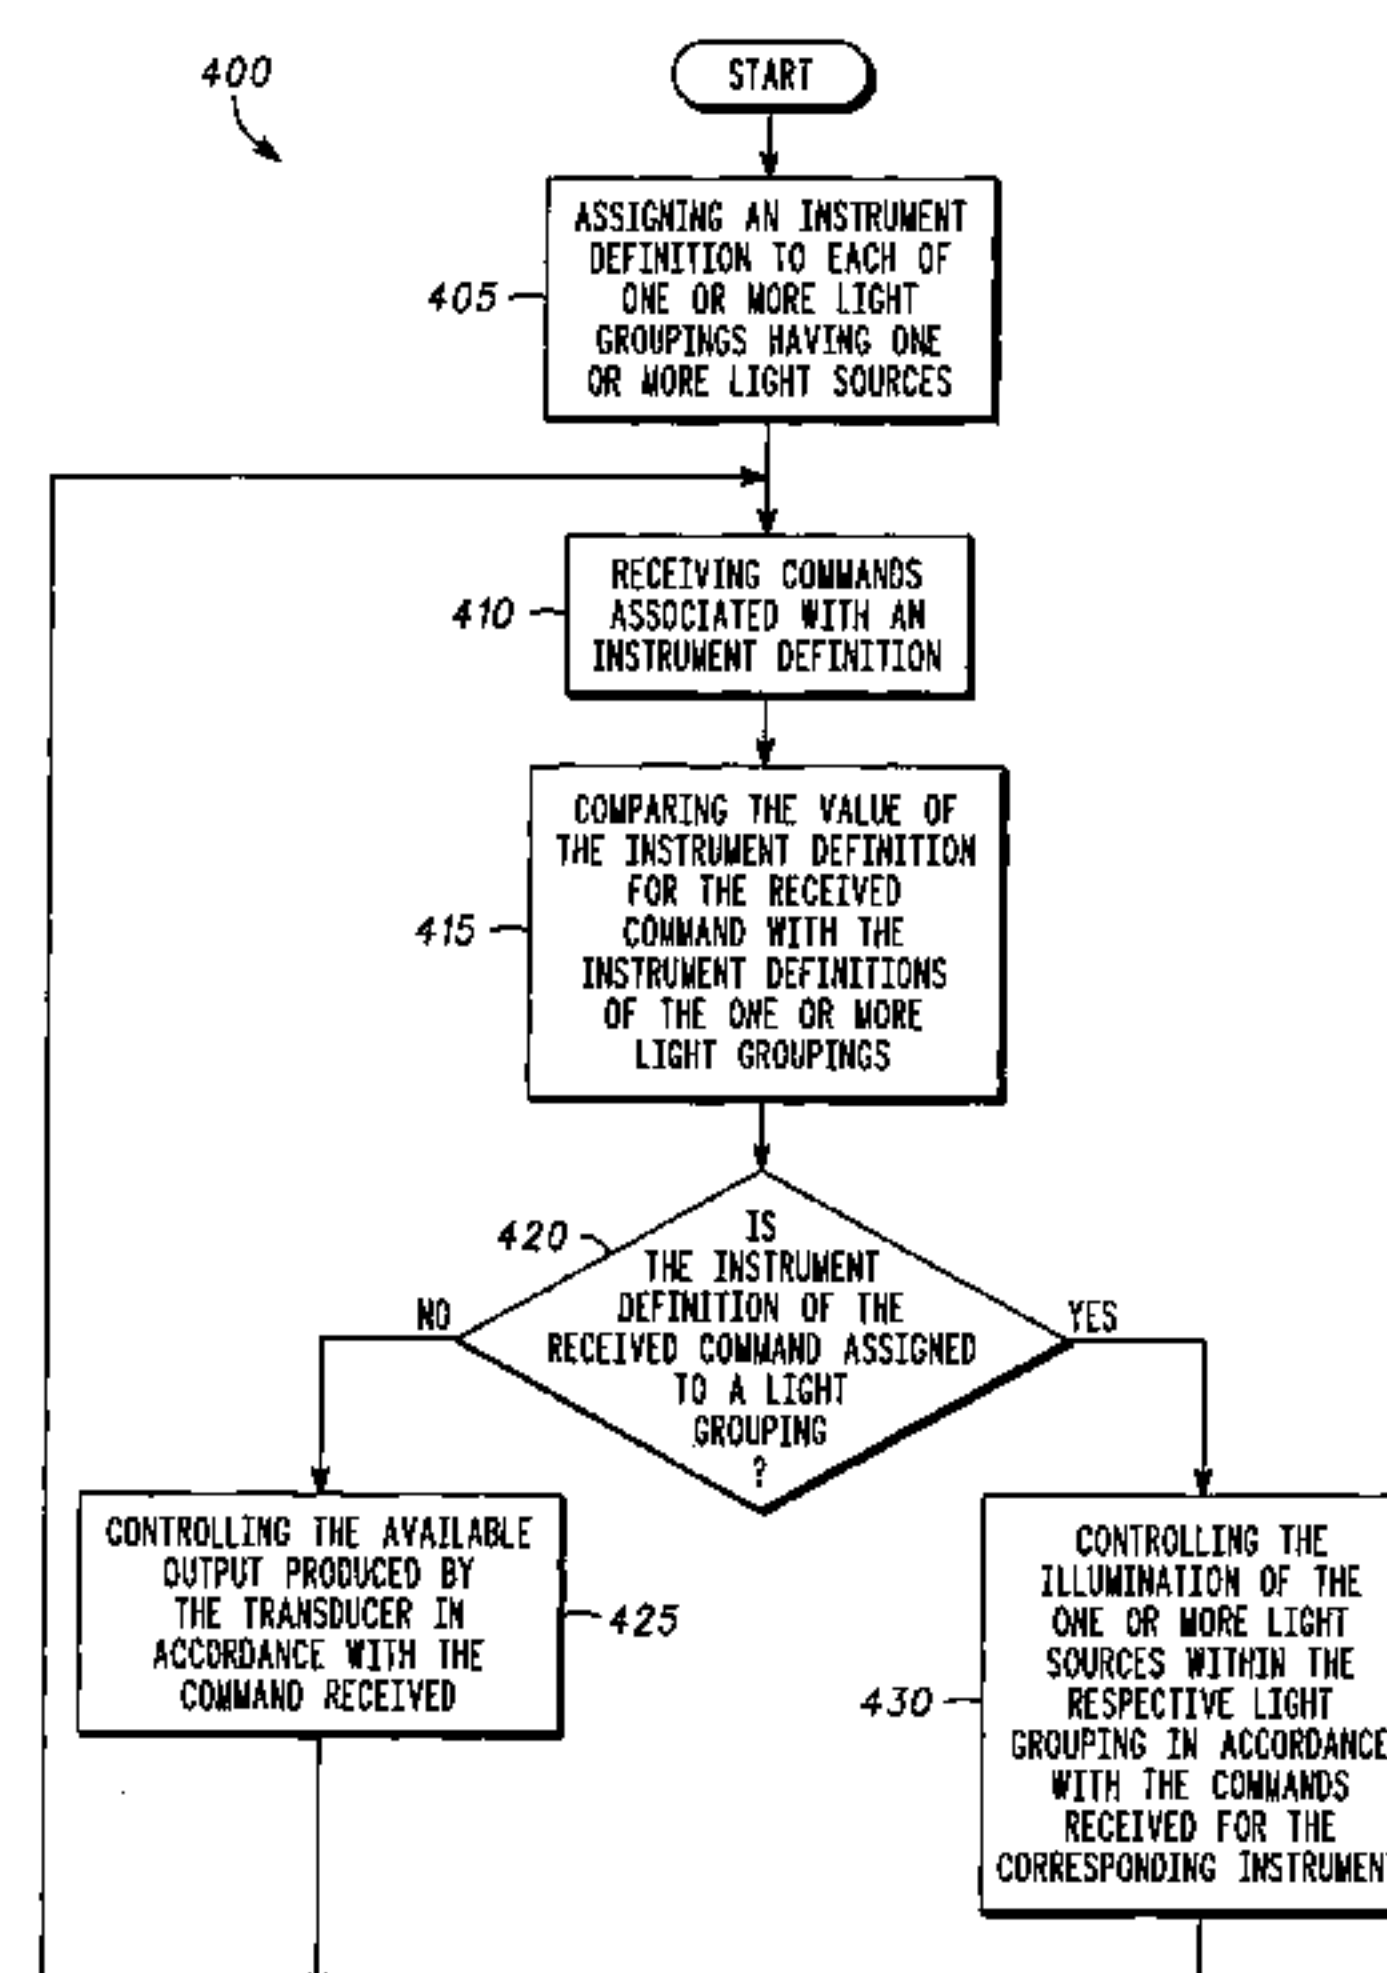 400
START
405
ASSIGNING AN INSTRUMENT
DEFINITION TO EACH OF
ONE OR MORE LIGHT
GROUPINGS HAVING ONE
OR MORE LIGHT SOURCES
410
RECEIVING COMMANDS
ASSOCIATED WITH AN
INSTRUMENT DEFINITION
415
COMPARING THE VALUE OF
THE INSTRUMENT DEFINITION
FOR THE RECEIVED
COMMAND WITH THE
INSTRUMENT DEFINITIONS
OF THE ONE OR MORE
LIGHT GROUPINGS
420
IS
THE INSTRUMENT
DEFINITION OF THE
RECEIVED COMMAND ASSIGNED
TO A LIGHT
GROUPING
?
NO
YES
CONTROLLING THE AVAILABLE
OUTPUT PRODUCED BY
THE TRANSDUCER IN
ACCORDANCE WITH THE
COMMAND RECEIVED
425
430
CONTROLLING THE
ILLUMINATION OF THE
ONE OR MORE LIGHT
SOURCES WITHIN THE
RESPECTIVE LIGHT
GROUPING IN ACCORDANCE
WITH THE COMMANDS
RECEIVED FOR THE
CORRESPONDING INSTRUMENT